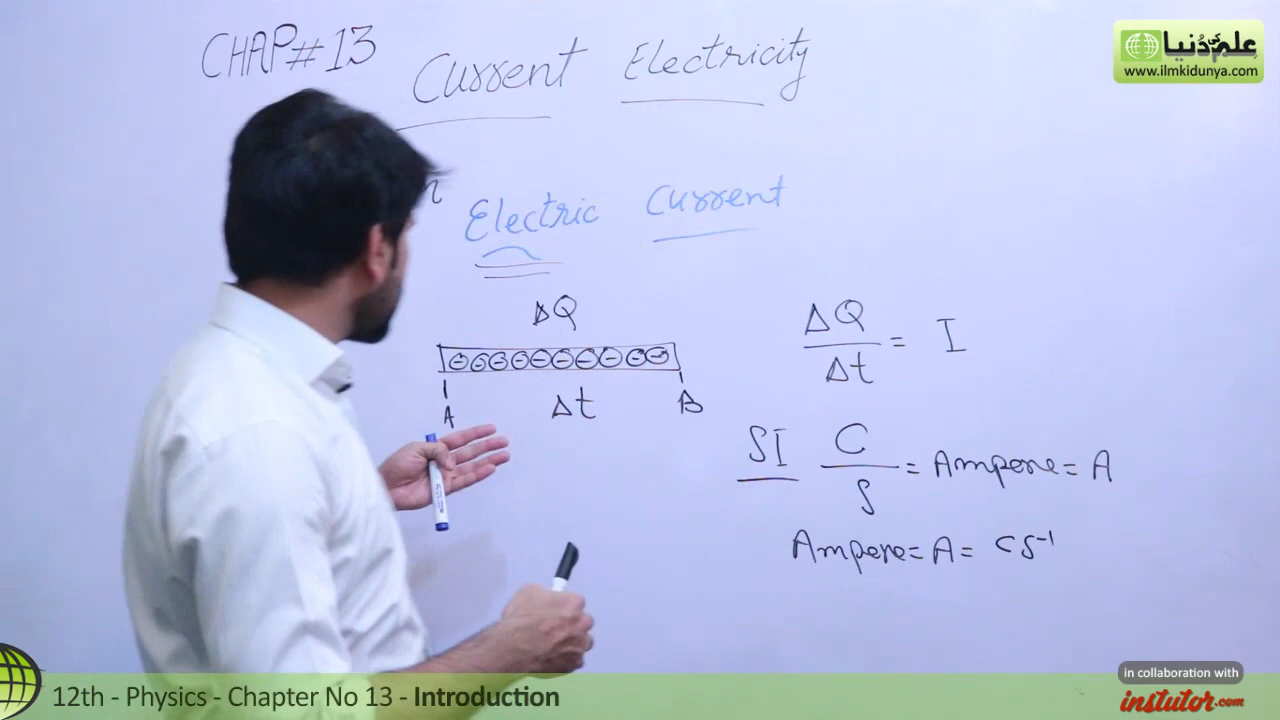 CHAP#13
Current Electricity
Electric Current
ΔQ
A Δt B
ΔQ/Δt = I
SI C/S = Ampere = A
Ampere = A = CS⁻¹
علم کی دُنیا
www.ilmkidunya.com
12th - Physics - Chapter No 13 - Introduction
in collaboration with
instutor.com